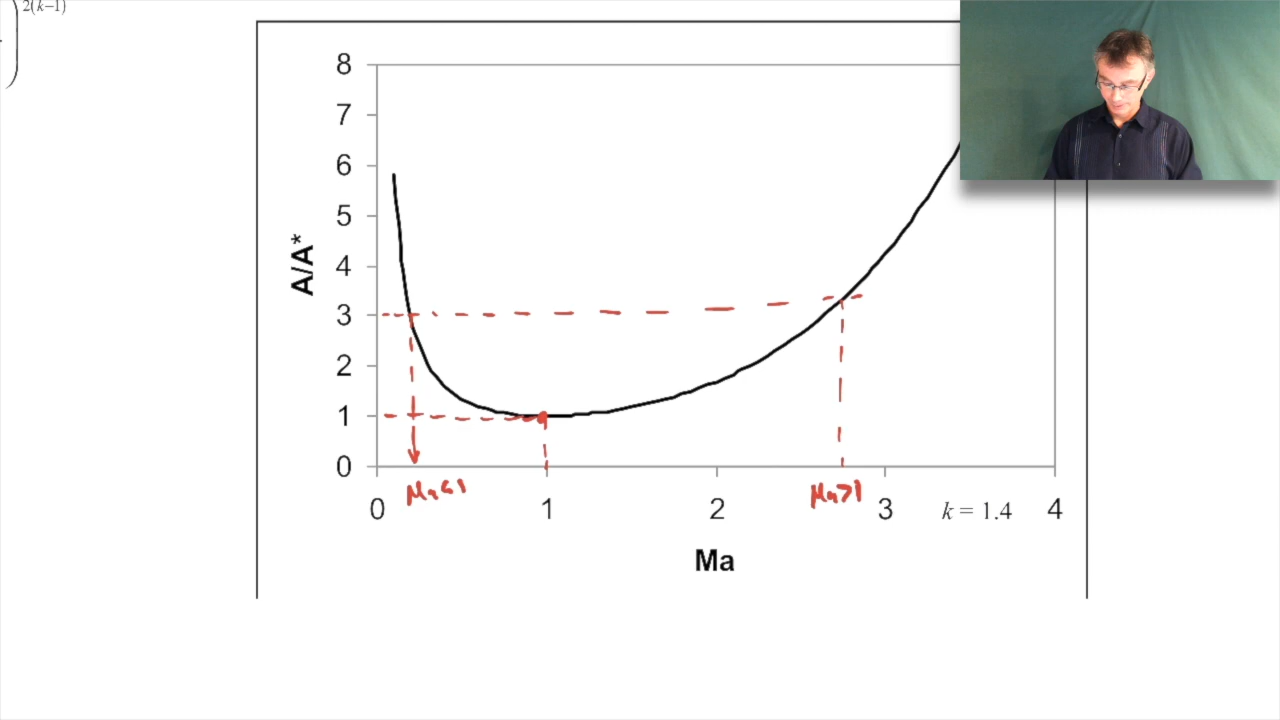 2(k−1)
8
7
6
5
4
3
2
1
0
A/A*
0 1 2 3 4
k = 1.4
Ma<1
Ma>1
Ma